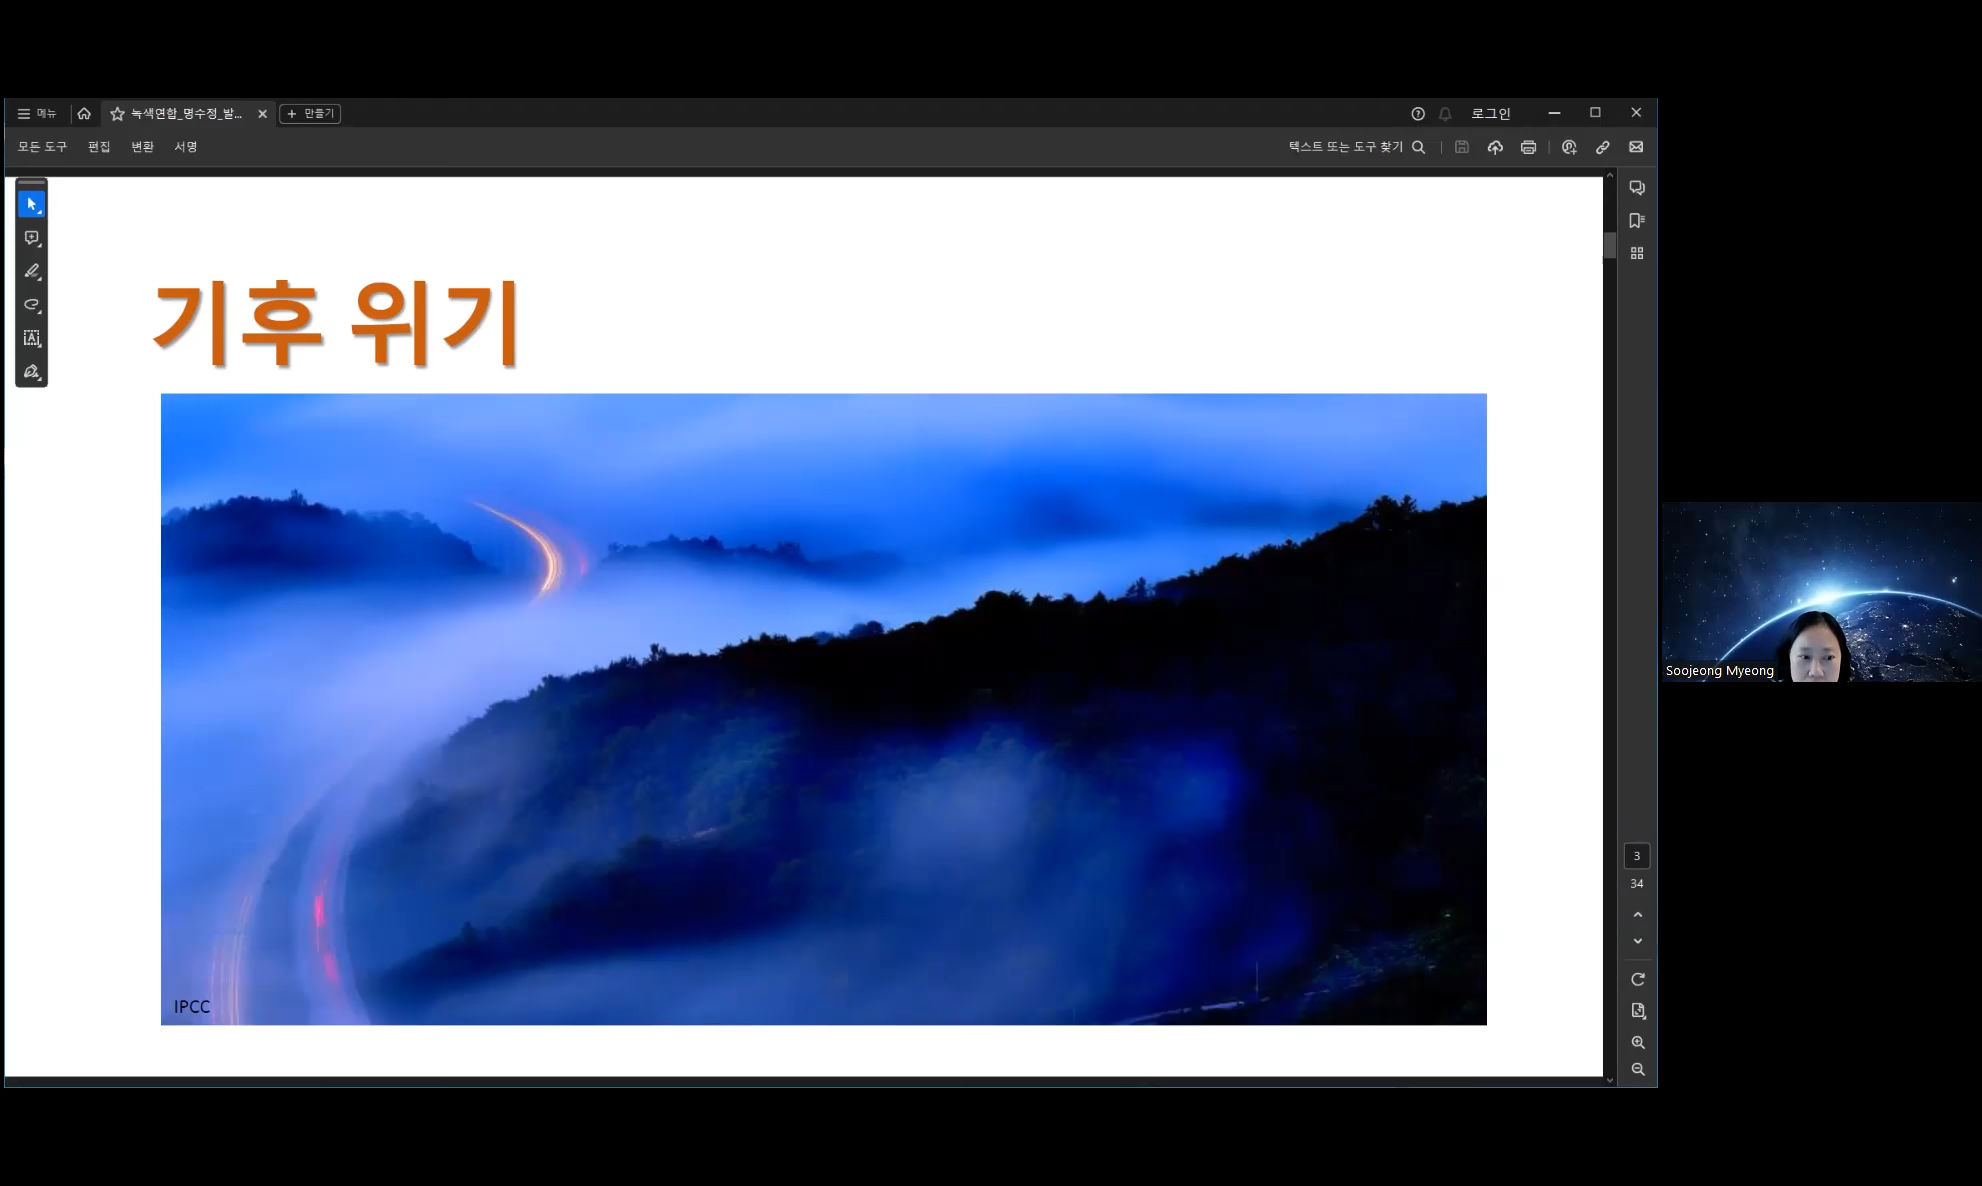 메뉴
녹색연합_명수정_발...
만들기
로그인
모든 도구 편집 변환 서명
텍스트 또는 도구 찾기
기후 위기
IPCC
Soojeong Myeong
3
34